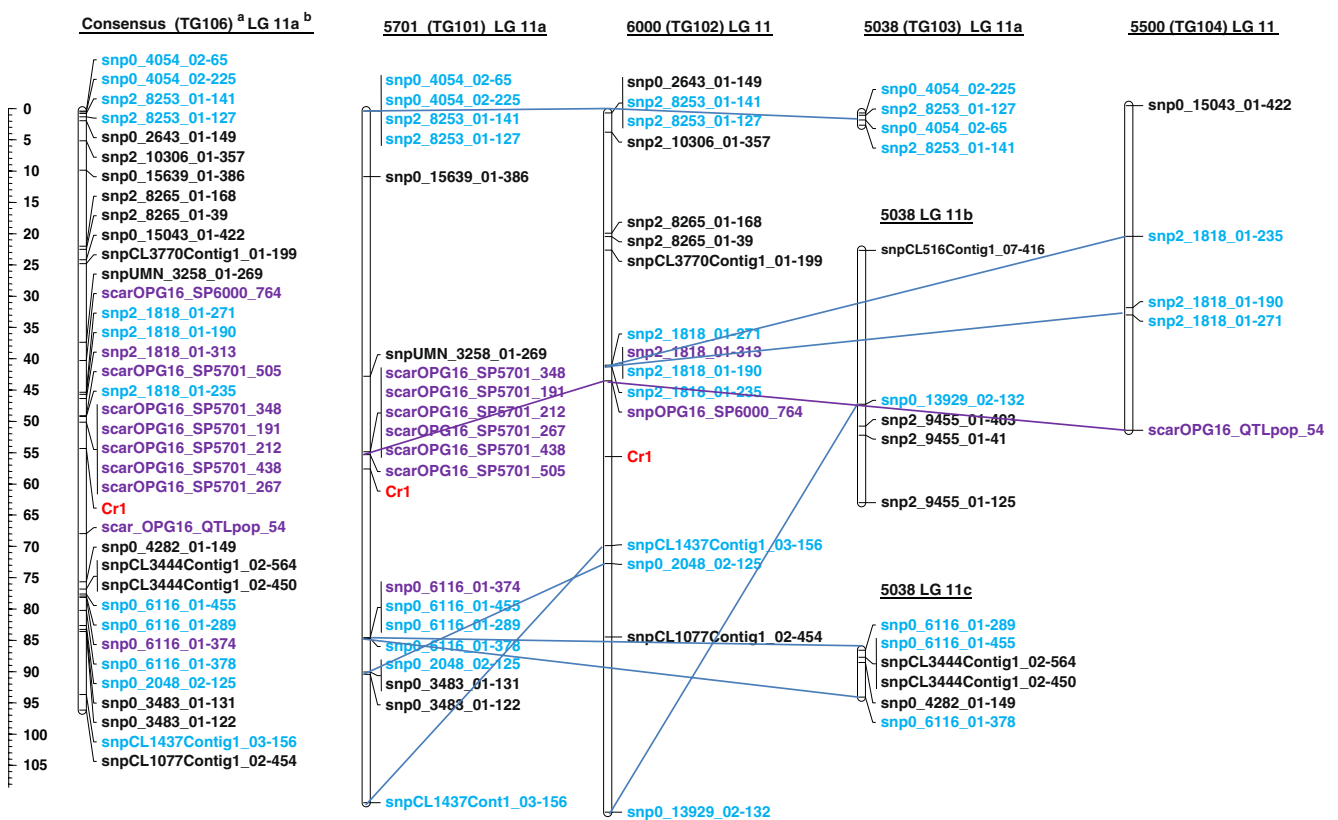 Consensus (TG106) a LG 11a b
0
5
10
15
20
25
30
35
40
45
50
55
60
65
70
75
80
85
90
95
100
105
snp0_4054_02-65
snp0_4054_02-225
snp2_8253_01-141
snp2_8253_01-127
snp0_2643_01-149
snp2_10306_01-357
snp0_15639_01-386
snp2_8265_01-168
snp2_8265_01-39
snp0_15043_01-422
snpCL3770Contig1_01-199
snpUMN_3258_01-269
scarOPG16_SP6000_764
snp2_1818_01-271
snp2_1818_01-190
snp2_1818_01-313
scarOPG16_SP5701_505
snp2_1818_01-235
scarOPG16_SP5701_348
scarOPG16_SP5701_191
scarOPG16_SP5701_212
scarOPG16_SP5701_438
scarOPG16_SP5701_267
Cr1
scar_OPG16_QTLpop_54
snp0_4282_01-149
snpCL3444Contig1_02-564
snpCL3444Contig1_02-450
snp0_6116_01-455
snp0_6116_01-289
snp0_6116_01-374
snp0_6116_01-378
snp0_2048_02-125
snp0_3483_01-131
snp0_3483_01-122
snpCL1437Contig1_03-156
snpCL1077Contig1_02-454
5701 (TG101) LG 11a
snp0_4054_02-65
snp0_4054_02-225
snp2_8253_01-141
snp2_8253_01-127
snp0_15639_01-386
snpUMN_3258_01-269
scarOPG16_SP5701_348
scarOPG16_SP5701_191
scarOPG16_SP5701_212
scarOPG16_SP5701_267
scarOPG16_SP5701_438
scarOPG16_SP5701_505
Cr1
snp0_6116_01-374
snp0_6116_01-455
snp0_6116_01-289
snp0_6116_01-378
snp0_2048_02-125
snp0_3483_01-131
snp0_3483_01-122
snpCL1437Cont1_03-156
6000 (TG102) LG 11
snp0_2643_01-149
snp2_8253_01-141
snp2_8253_01-127
snp2_10306_01-357
snp2_8265_01-168
snp2_8265_01-39
snpCL3770Contig1_01-199
snp2_1818_01-271
snp2_1818_01-313
snp2_1818_01-190
snp2_1818_01-235
snpOPG16_SP6000_764
Cr1
snpCL1437Contig1_03-156
snp0_2048_02-125
snpCL1077Contig1_02-454
snp0_13929_02-132
5038 (TG103) LG 11a
snp0_4054_02-225
snp2_8253_01-127
snp0_4054_02-65
snp2_8253_01-141
5038 LG 11b
snpCL516Contig1_07-416
snp0_13929_02-132
snp2_9455_01-403
snp2_9455_01-41
snp2_9455_01-125
5038 LG 11c
snp0_6116_01-289
snp0_6116_01-455
snpCL3444Contig1_02-564
snpCL3444Contig1_02-450
snp0_4282_01-149
snp0_6116_01-378
5500 (TG104) LG 11
snp0_15043_01-422
snp2_1818_01-235
snp2_1818_01-190
snp2_1818_01-271
scarOPG16_QTLpop_54